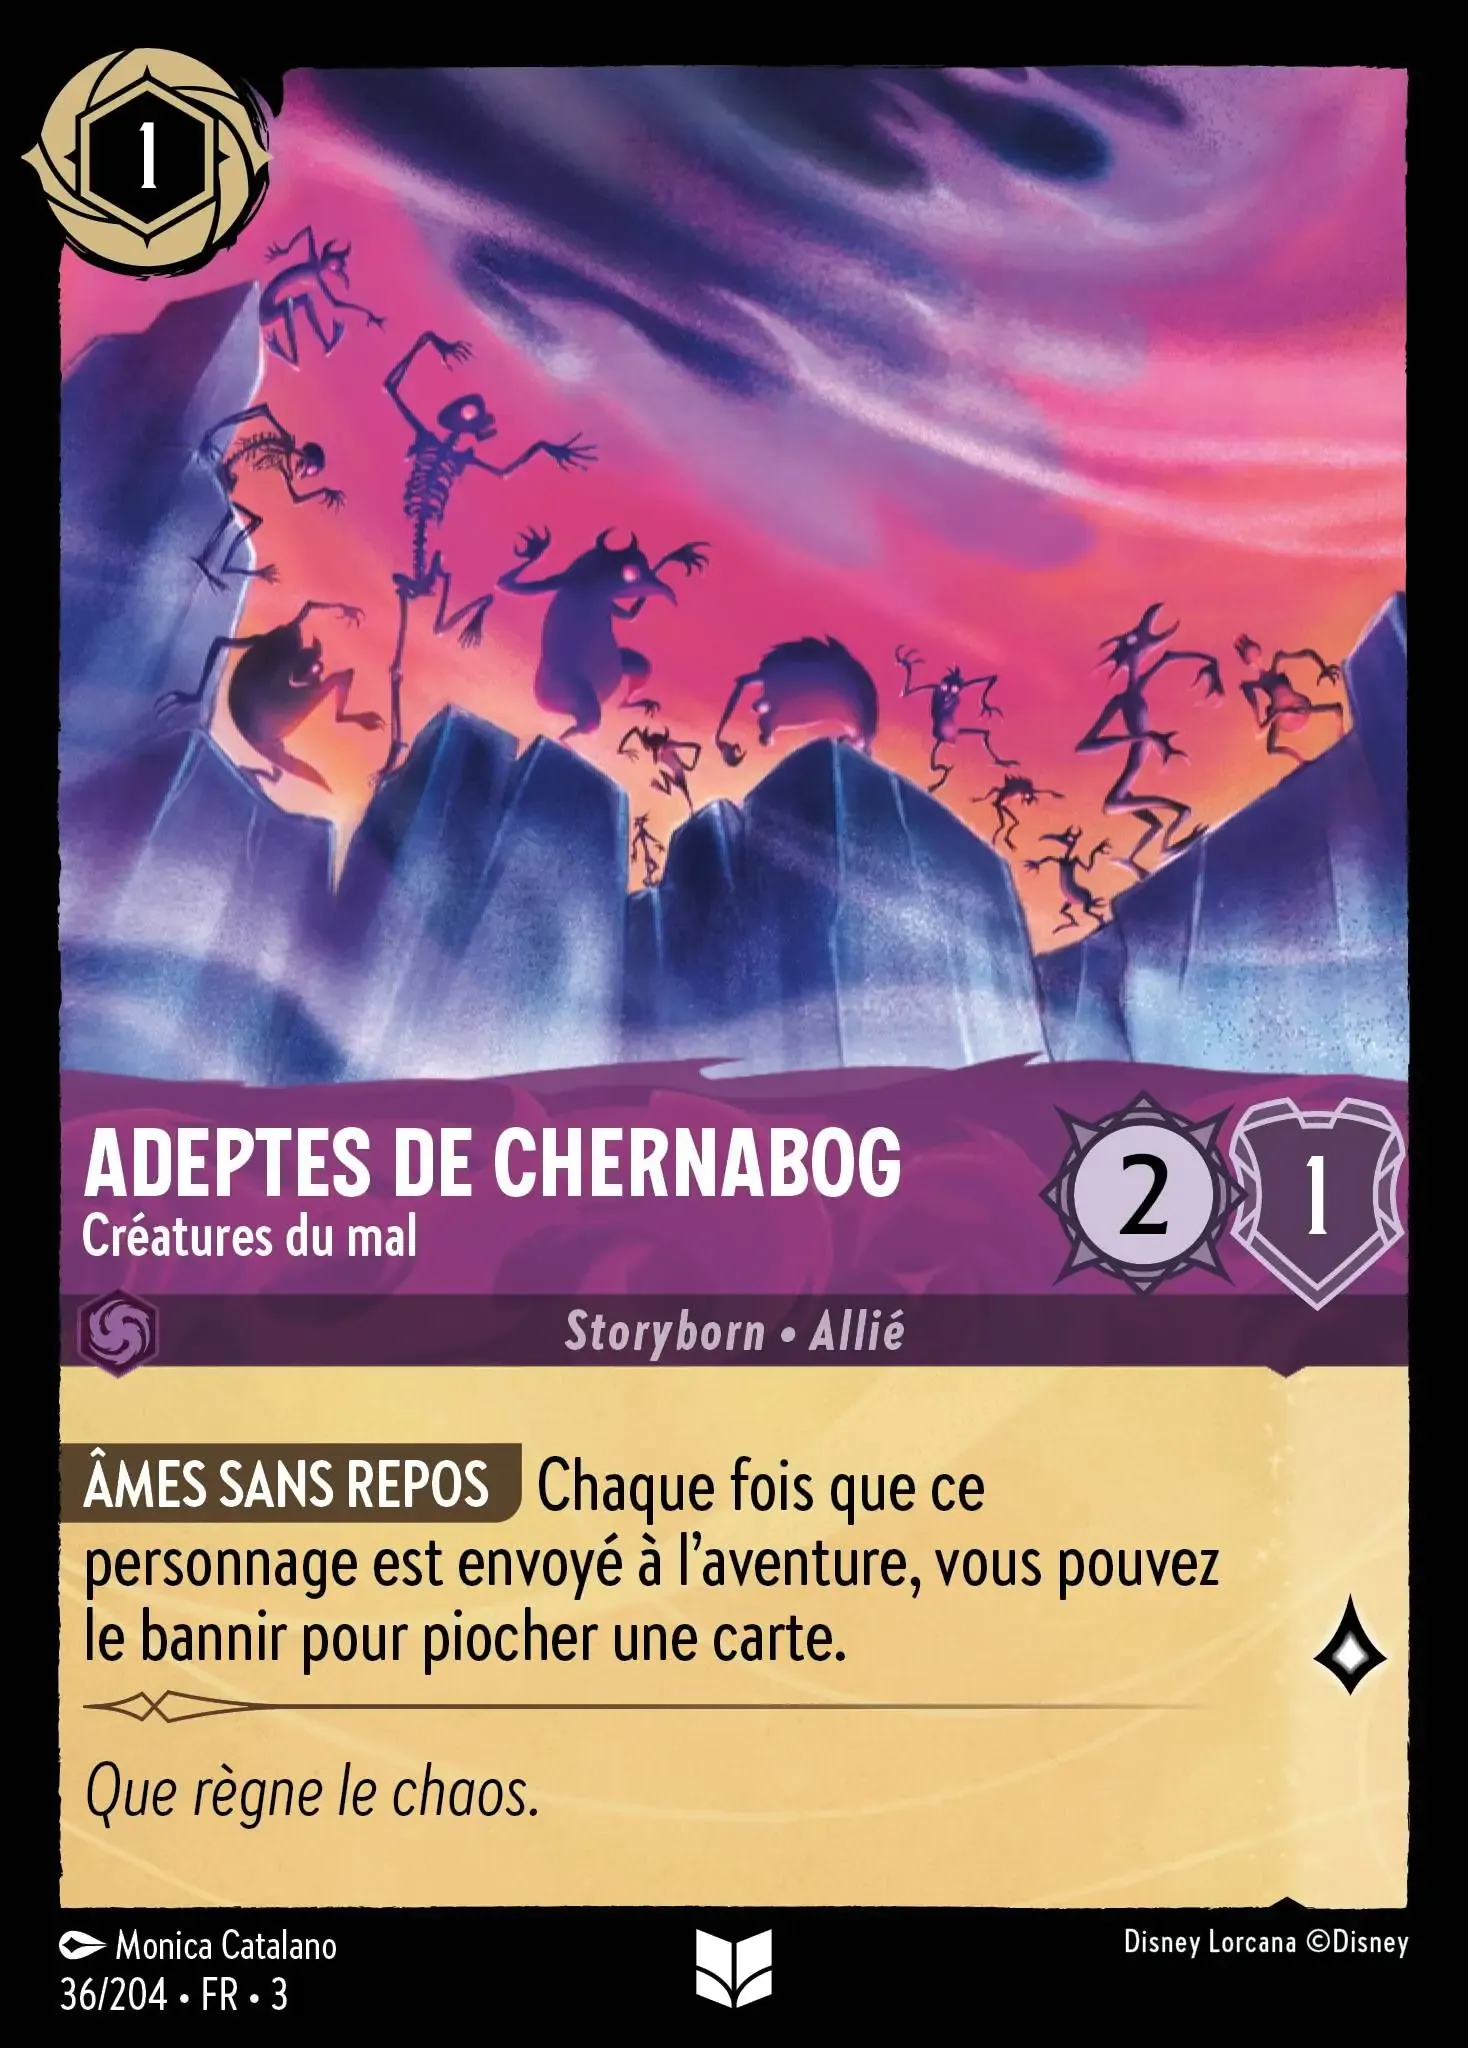 1
ADEPTES DE CHERNABOG
Créatures du mal
2
1
Storyborn • Allié
ÂMES SANS REPOS Chaque fois que ce
personnage est envoyé à l’aventure, vous pouvez
le bannir pour piocher une carte.
Que règne le chaos.
Monica Catalano
36/204 • FR • 3
Disney Lorcana ©Disney